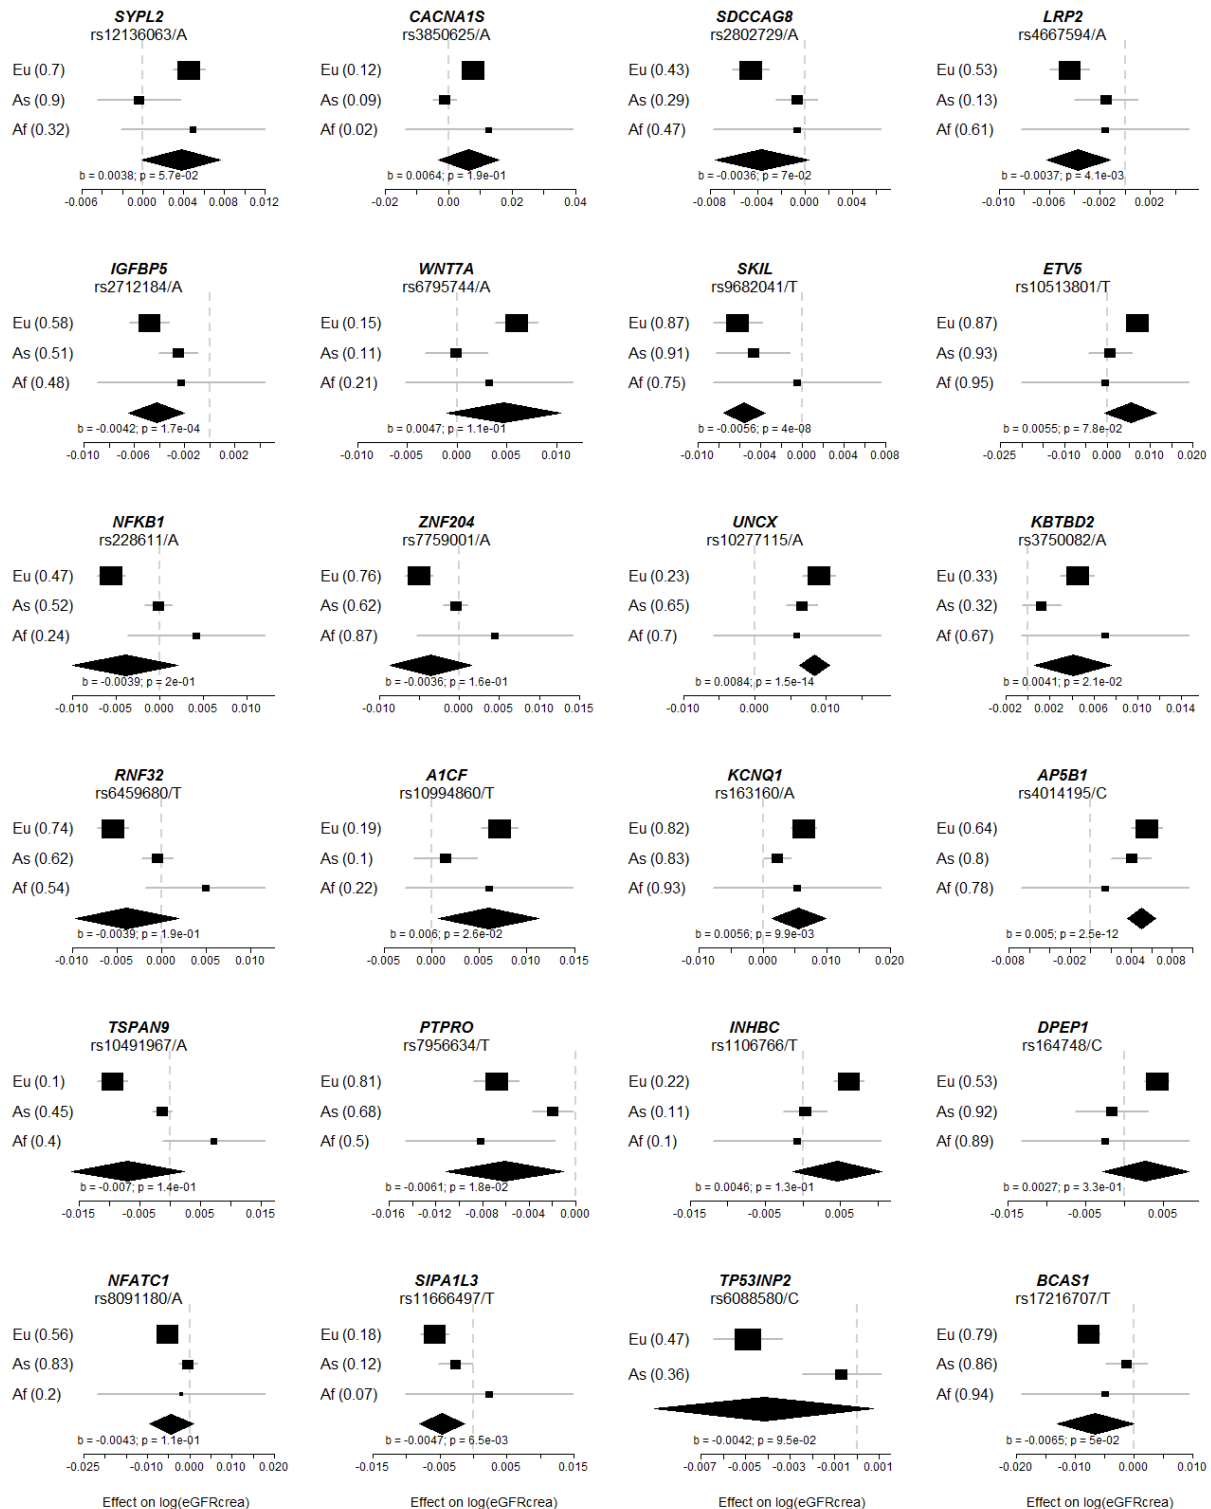 SYPL2
rs12136063/A
Eu (0.7)
As (0.9)
Af (0.32)
b = 0.0038; p = 5.7e-02
-0.006 0.000 0.004 0.008 0.012
CACNA1S
rs3850625/A
Eu (0.12)
As (0.09)
Af (0.02)
b = 0.0064; p = 1.9e-01
-0.02 0.00 0.02 0.04
SDCCAG8
rs2802729/A
Eu (0.43)
As (0.29)
Af (0.47)
b = -0.0036; p = 7e-02
-0.008 -0.004 0.000 0.004
LRP2
rs4667594/A
Eu (0.53)
As (0.13)
Af (0.61)
b = -0.0037; p = 4.1e-03
-0.010 -0.006 -0.002 0.002
IGFBP5
rs2712184/A
Eu (0.58)
As (0.51)
Af (0.48)
b = -0.0042; p = 1.7e-04
-0.010 -0.006 -0.002 0.002
WNT7A
rs6795744/A
Eu (0.15)
As (0.11)
Af (0.21)
b = 0.0047; p = 1.1e-01
-0.005 0.000 0.005 0.010
SKIL
rs9682041/T
Eu (0.87)
As (0.91)
Af (0.75)
b = -0.0056; p = 4e-08
-0.010 -0.004 0.000 0.004 0.008
ETV5
rs10513801/T
Eu (0.87)
As (0.93)
Af (0.95)
b = 0.0055; p = 7.8e-02
-0.025 -0.010 0.000 0.010 0.020
NFKB1
rs228611/A
Eu (0.47)
As (0.52)
Af (0.24)
b = -0.0039; p = 2e-01
-0.010 -0.005 0.000 0.005 0.010
ZNF204
rs7759001/A
Eu (0.76)
As (0.62)
Af (0.87)
b = -0.0036; p = 1.6e-01
-0.010 -0.005 0.000 0.005 0.010 0.015
UNCX
rs10277115/A
Eu (0.23)
As (0.65)
Af (0.7)
b = 0.0084; p = 1.5e-14
-0.010 0.000 0.010
KBTBD2
rs3750082/A
Eu (0.33)
As (0.32)
Af (0.67)
b = 0.0041; p = 2.1e-02
-0.002 0.002 0.006 0.010 0.014
RNF32
rs6459680/T
Eu (0.74)
As (0.62)
Af (0.54)
b = -0.0039; p = 1.9e-01
-0.010 -0.005 0.000 0.005 0.010
A1CF
rs10994860/T
Eu (0.19)
As (0.1)
Af (0.22)
b = 0.006; p = 2.6e-02
-0.005 0.000 0.005 0.010 0.015
KCNQ1
rs163160/A
Eu (0.82)
As (0.83)
Af (0.93)
b = 0.0056; p = 9.9e-03
-0.010 0.000 0.010 0.020
AP5B1
rs4014195/C
Eu (0.64)
As (0.8)
Af (0.78)
b = 0.005; p = 2.5e-12
-0.008 -0.002 0.004 0.008
TSPAN9
rs10491967/A
Eu (0.1)
As (0.45)
Af (0.4)
b = -0.007; p = 1.4e-01
-0.015 -0.005 0.005 0.015
PTPRO
rs7956634/T
Eu (0.81)
As (0.68)
Af (0.5)
b = -0.0061; p = 1.8e-02
-0.016 -0.012 -0.008 -0.004 0.000
INHBC
rs1106766/T
Eu (0.22)
As (0.11)
Af (0.1)
b = 0.0046; p = 1.3e-01
-0.015 -0.005 0.005
DPEP1
rs164748/C
Eu (0.53)
As (0.92)
Af (0.89)
b = 0.0027; p = 3.3e-01
-0.015 -0.005 0.005
NFATC1
rs8091180/A
Eu (0.56)
As (0.83)
Af (0.2)
b = -0.0043; p = 1.1e-01
-0.025 -0.010 0.000 0.010 0.020
Effect on log(eGFRcrea)
SIPA1L3
rs11666497/T
Eu (0.18)
As (0.12)
Af (0.07)
b = -0.0047; p = 6.5e-03
-0.015 -0.005 0.005 0.015
Effect on log(eGFRcrea)
TP53INP2
rs6088580/C
Eu (0.47)
As (0.36)
b = -0.0042; p = 9.5e-02
-0.007 -0.005 -0.003 -0.001 0.001
Effect on log(eGFRcrea)
BCAS1
rs17216707/T
Eu (0.79)
As (0.86)
Af (0.94)
b = -0.0065; p = 5e-02
-0.020 -0.010 0.000 0.010
Effect on log(eGFRcrea)